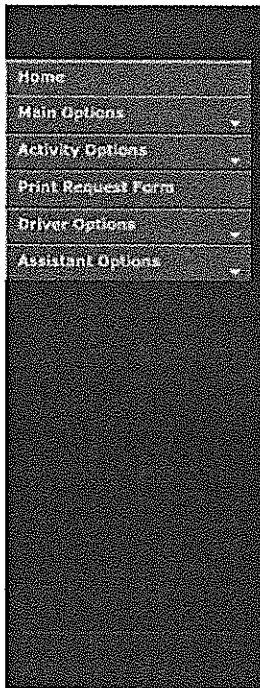 Home
Main Options
Activity Options
Print Request Form
Driver Options
Assistant Options